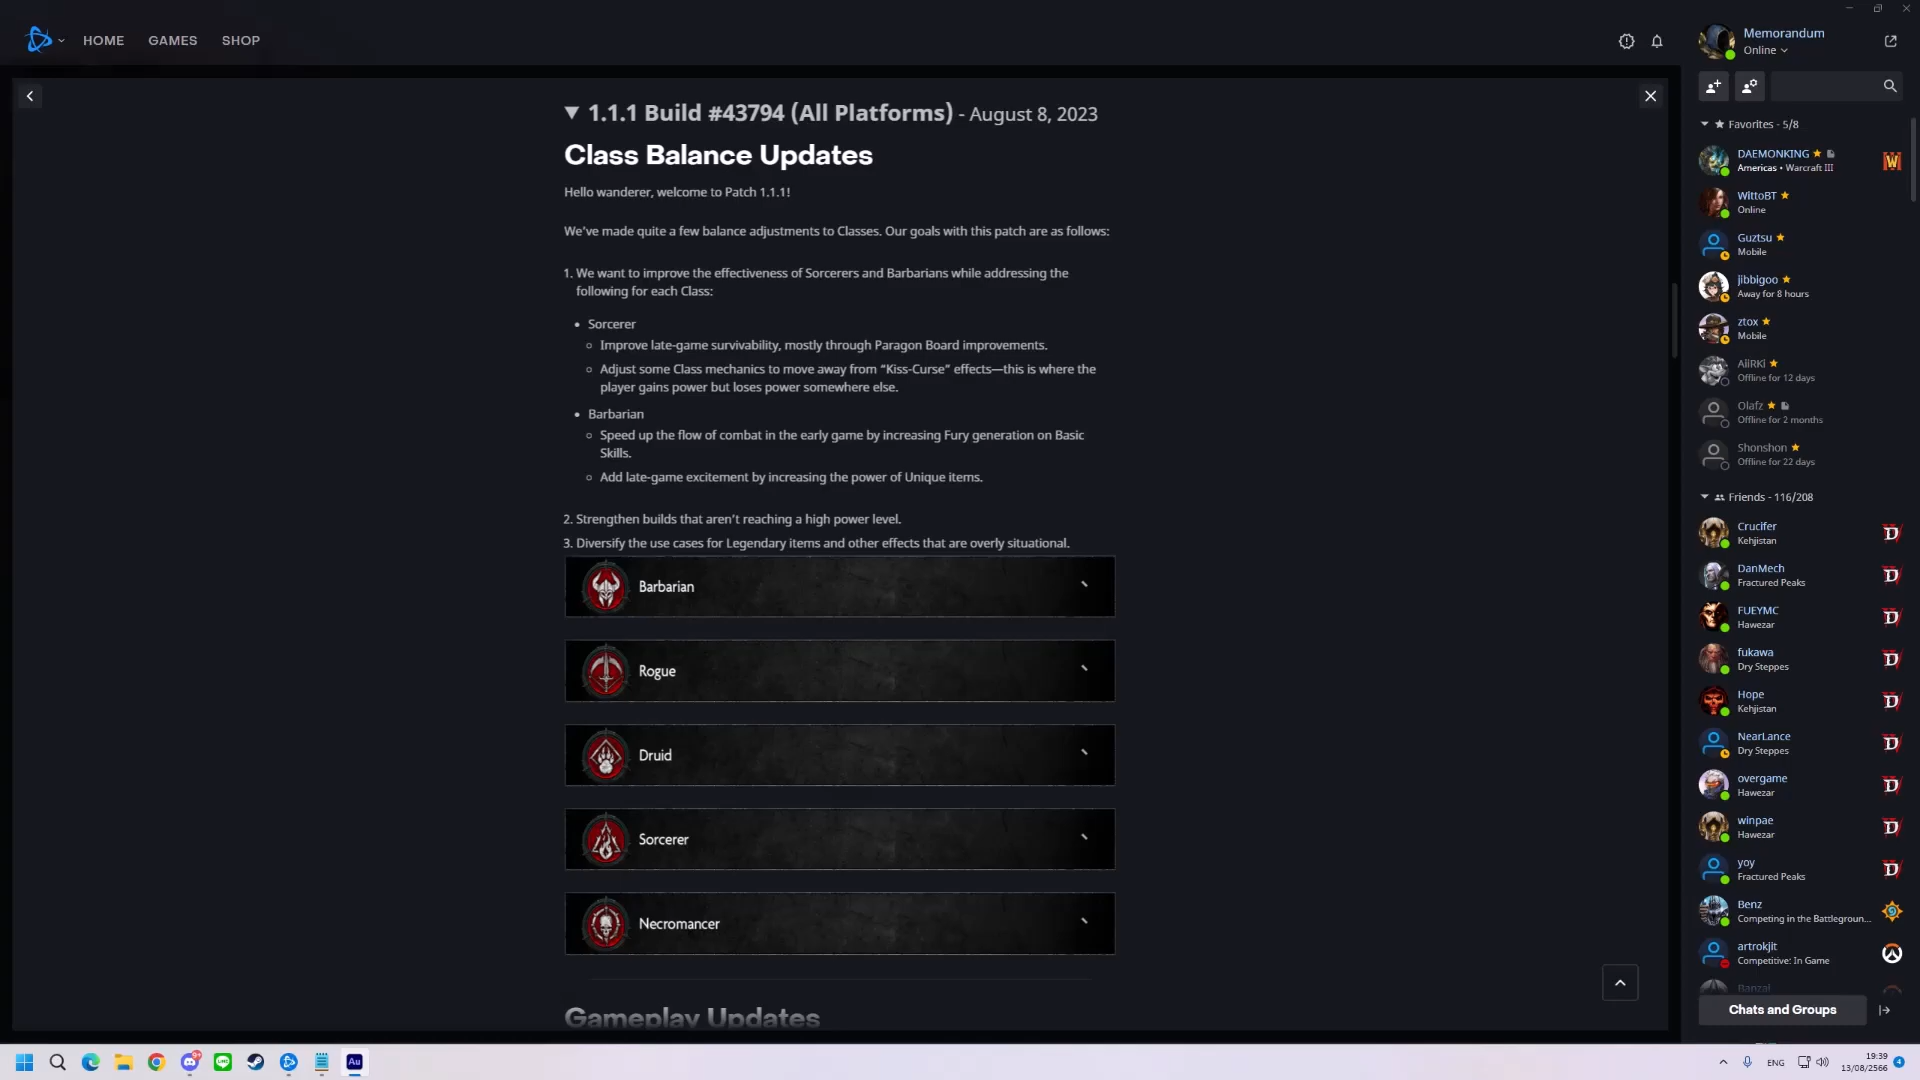 HOME GAMES SHOP
Memorandum
Online
1.1.1 Build #43794 (All Platforms) - August 8, 2023
Class Balance Updates
Hello wanderer, welcome to Patch 1.1.1!
We've made quite a few balance adjustments to Classes. Our goals with this patch are as follows:
1. We want to improve the effectiveness of Sorcerers and Barbarians while addressing the
following for each Class:
• Sorcerer
◦ Improve late-game survivability, mostly through Paragon Board improvements.
◦ Adjust some Class mechanics to move away from “Kiss-Curse” effects—this is where the
player gains power but loses power somewhere else.
• Barbarian
◦ Speed up the flow of combat in the early game by increasing Fury generation on Basic
Skills.
◦ Add late-game excitement by increasing the power of Unique items.
2. Strengthen builds that aren't reaching a high power level.
3. Diversify the use cases for Legendary items and other effects that are overly situational.
Barbarian
Rogue
Druid
Sorcerer
Necromancer
Gameplay Updates
Favorites - 5/8
DAEMONKING
Americas • Warcraft III
WittoBT
Online
Guztsu
Mobile
jibbigoo
Away for 8 hours
ztox
Mobile
AiiRKi
Offline for 12 days
Olafz
Offline for 2 months
Shonshon
Offline for 22 days
Friends - 116/208
Crucifer
Kehjistan
DanMech
Fractured Peaks
FUEYMC
Hawezar
fukawa
Dry Steppes
Hope
Kehjistan
NearLance
Dry Steppes
overgame
Hawezar
winpae
Hawezar
yoy
Fractured Peaks
Benz
Competing in the Battlegroun...
artrokjit
Competitive: In Game
Banzai
Chats and Groups
Au
ENG
19:39
13/08/2566
4